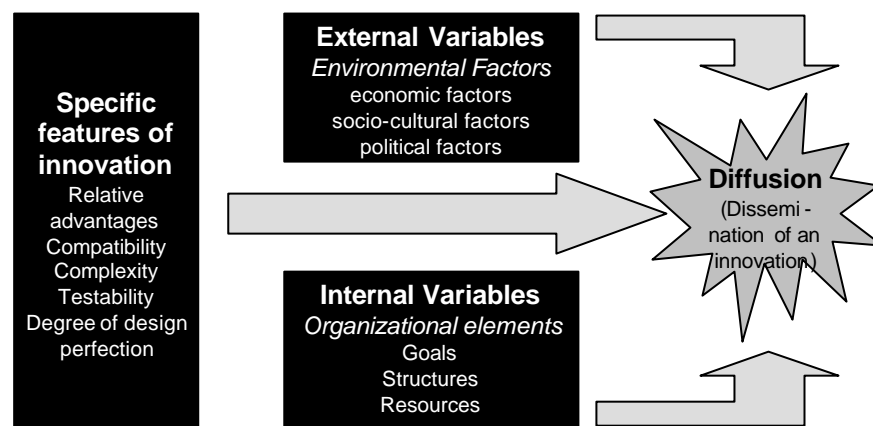 Specific
features of
innovation
Relative
advantages
Compatibility
Complexity
Testability
Degree of design
perfection
External Variables
Environmental Factors
economic factors
socio-cultural factors
political factors
Internal Variables
Organizational elements
Goals
Structures
Resources
Diffusion
(Dissemi -
nation of an
innovation)